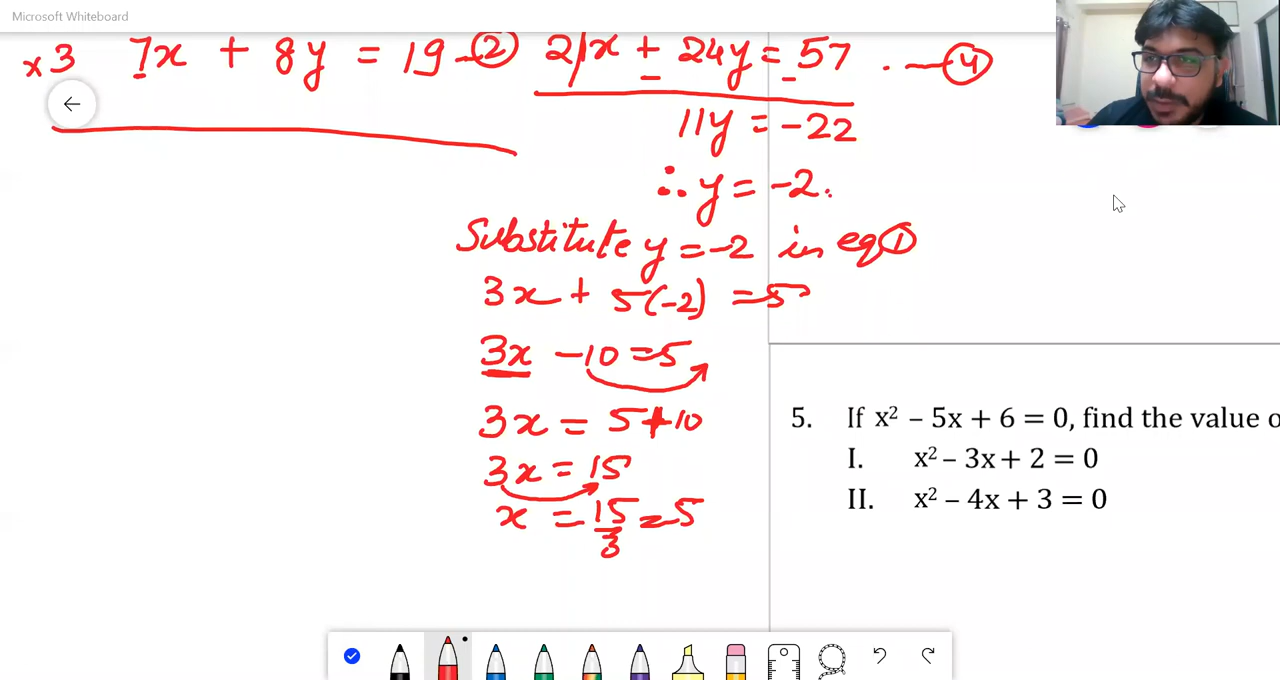 Microsoft Whiteboard
x3 7x + 8y = 19 — ② 21x + 24y = 57 . — ④
11y = -22
∴ y = -2.
Substitute y = -2 in eq ①
3x + 5(-2) = 5
3x - 10 = 5
3x = 5 + 10
3x = 15
x = 15/3 = 5
5. If x² – 5x + 6 = 0, find the value o
I. x² – 3x + 2 = 0
II. x² – 4x + 3 = 0